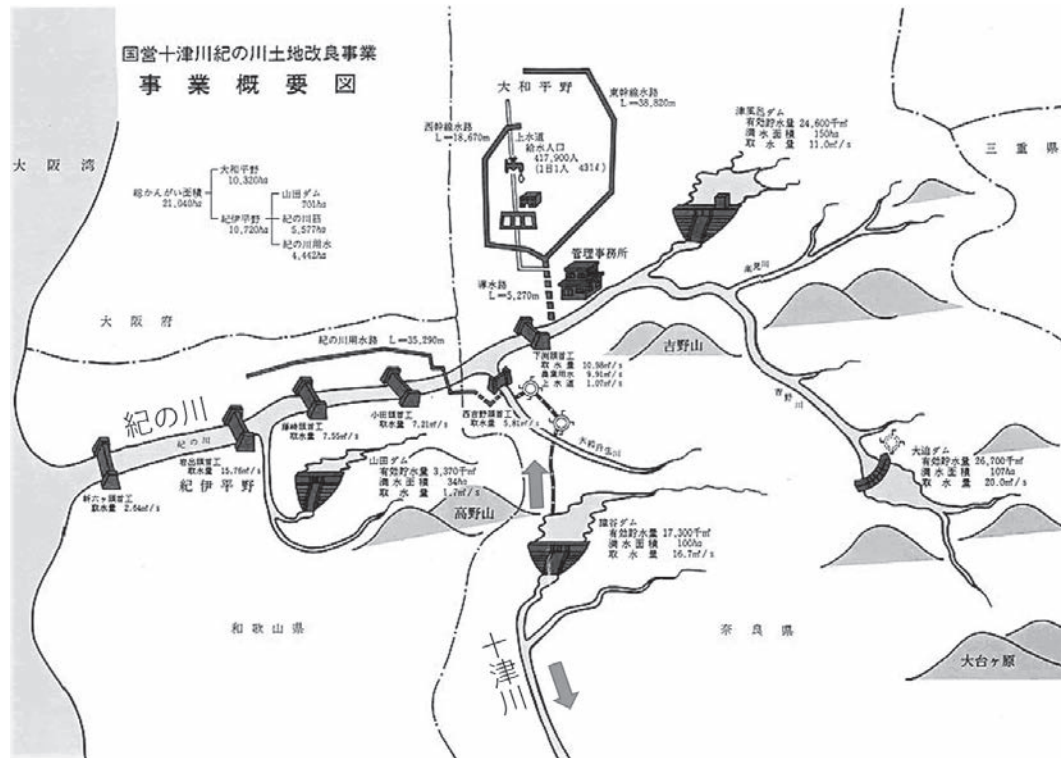 国営十津川紀の川土地改良事業
事業概要図
大阪湾
総かんがい面積
21,040ha
大和平野
10,320ha
紀伊平野
10,720ha
山田ダム
701ha
紀の川筋
5,577ha
紀の川用水
4,442ha
大和平野
東幹線水路
L=38,820m
西幹線水路
L=18,670m
上水道
給水人口
417,900人
(1日1人 431ℓ)
津風呂ダム
有効貯水量 24,600千㎥
満水面積 150ha
取水量 11.0㎥/s
三重県
管理事務所
導水路
L=5,270m
高見川
大阪府
紀の川用水路 L=35,290m
下渕頭首工
取水量 10.98㎥/s
農業用水 9.91㎥/s
上水道 1.07㎥/s
吉野山
吉野川
紀の川
紀の川
藤崎頭首工
取水量 7.55㎥/s
小田頭首工
取水量 7.21㎥/s
西吉野頭首工
取水量 5.81㎥/s
大和丹生川
岩出頭首工
取水量 15.76㎥/s
紀伊平野
新六ヶ頭首工
取水量 2.64㎥/s
山田ダム
有効貯水量 3,370千㎥
満水面積 34ha
取水量 1.7㎥/s
高野山
大迫ダム
有効貯水量 26,700千㎥
満水面積 107ha
取水量 20.0㎥/s
猿谷ダム
有効貯水量 17,300千㎥
満水面積 100ha
取水量 16.7㎥/s
和歌山県
十津川
奈良県
大台ヶ原